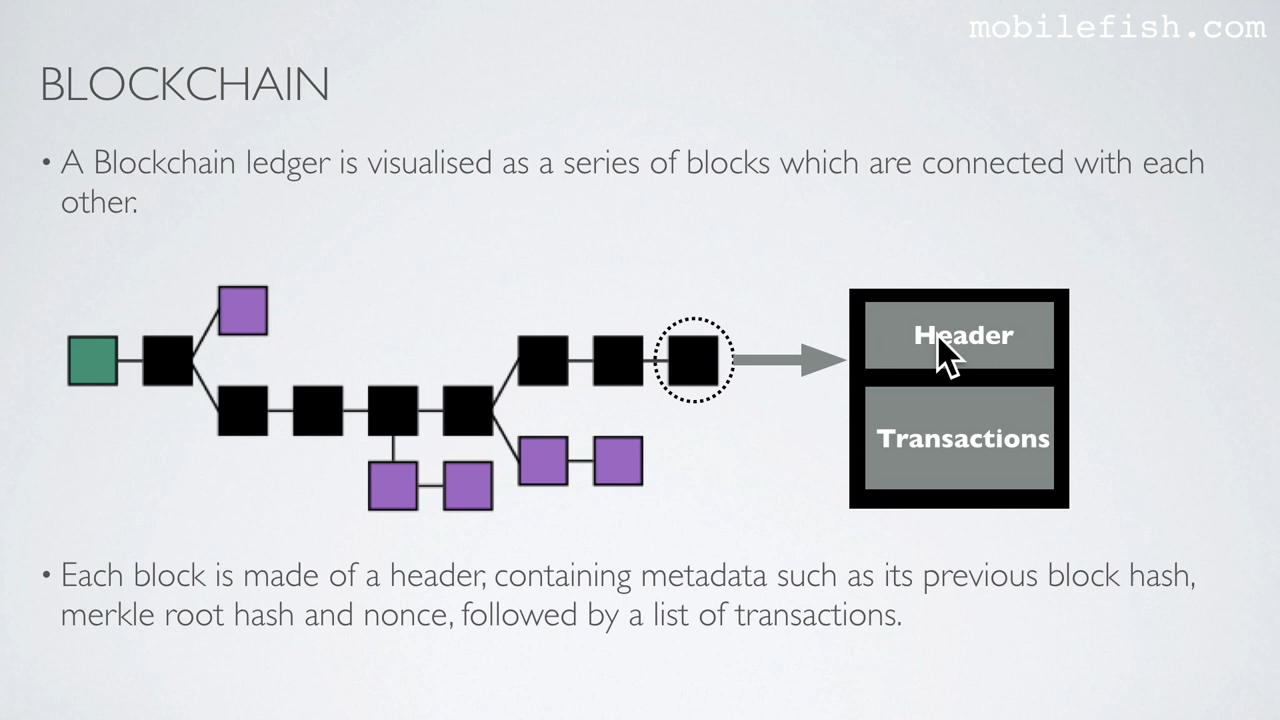 mobilefish.com
BLOCKCHAIN
• A Blockchain ledger is visualised as a series of blocks which are connected with each
other.
Header
Transactions
• Each block is made of a header, containing metadata such as its previous block hash,
merkle root hash and nonce, followed by a list of transactions.